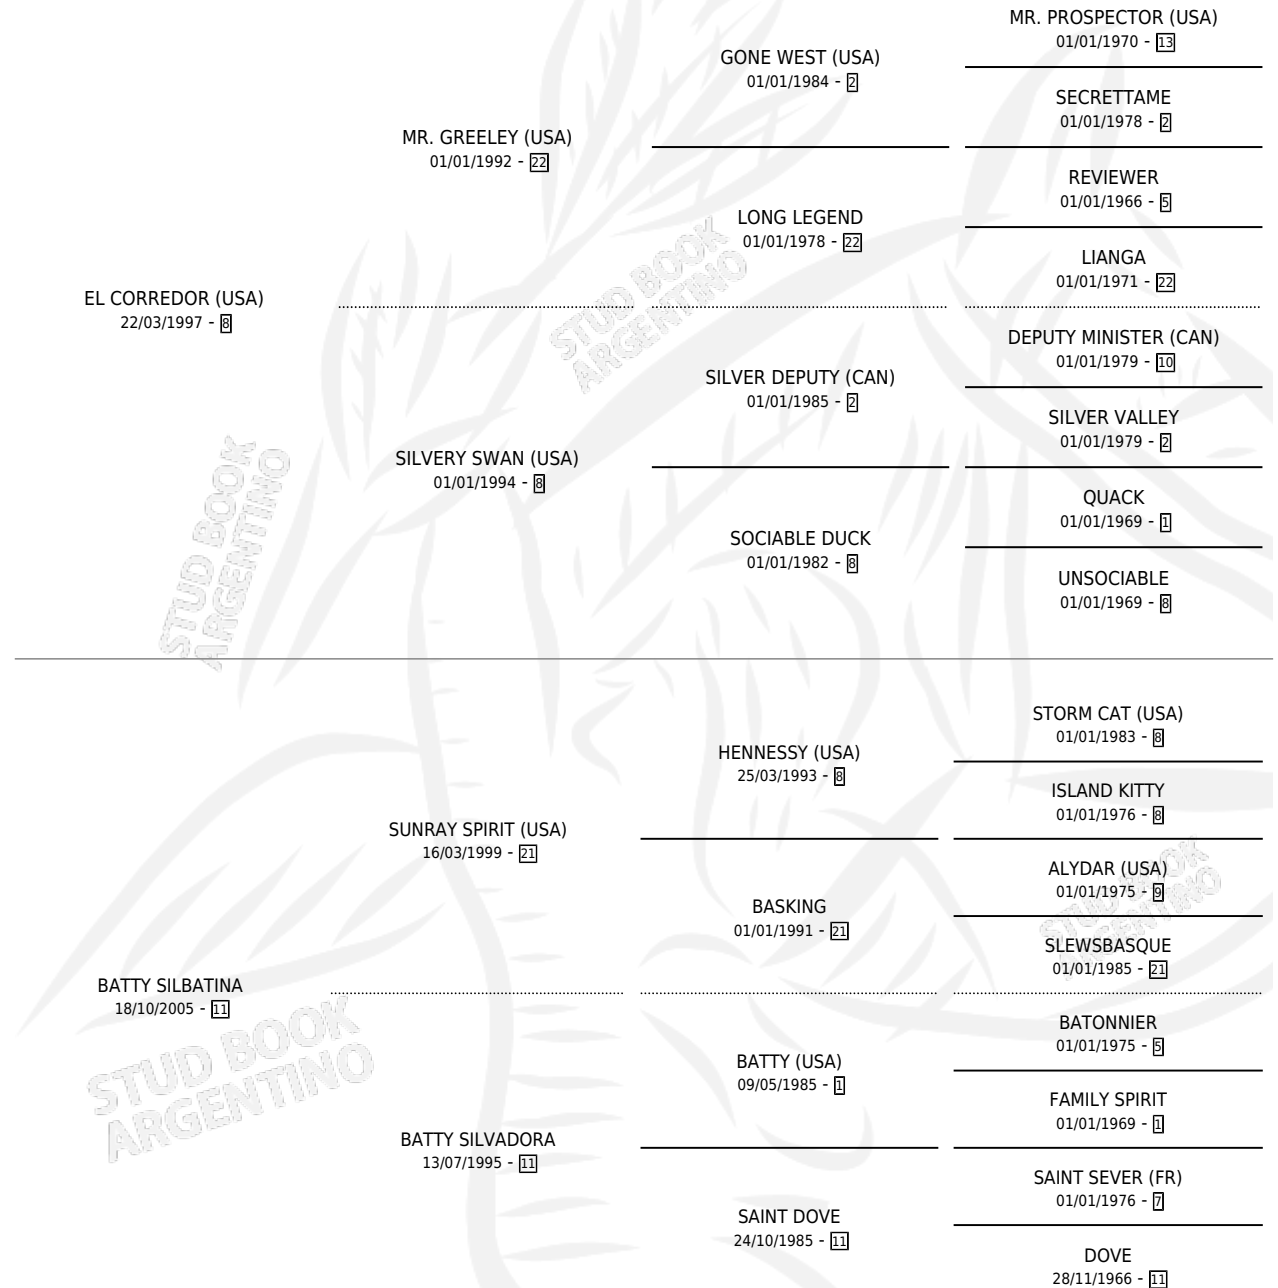 MR. PROSPECTOR (USA)
01/01/1970 - 13
GONE WEST (USA)
01/01/1984 - 2
SECRETTAME
01/01/1978 - 2
MR. GREELEY (USA)
01/01/1992 - 22
REVIEWER
01/01/1966 - 5
LONG LEGEND
01/01/1978 - 22
LIANGA
01/01/1971 - 22
EL CORREDOR (USA)
22/03/1997 - 8
DEPUTY MINISTER (CAN)
01/01/1979 - 10
SILVER DEPUTY (CAN)
01/01/1985 - 2
SILVER VALLEY
01/01/1979 - 2
SILVERY SWAN (USA)
01/01/1994 - 8
QUACK
01/01/1969 - 1
SOCIABLE DUCK
01/01/1982 - 8
UNSOCIABLE
01/01/1969 - 8
STORM CAT (USA)
01/01/1983 - 8
HENNESSY (USA)
25/03/1993 - 8
ISLAND KITTY
01/01/1976 - 8
SUNRAY SPIRIT (USA)
16/03/1999 - 21
ALYDAR (USA)
01/01/1975 - 9
BASKING
01/01/1991 - 21
SLEWSBASQUE
01/01/1985 - 21
BATTY SILBATINA
18/10/2005 - 11
BATONNIER
01/01/1975 - 5
BATTY (USA)
09/05/1985 - 1
FAMILY SPIRIT
01/01/1969 - 1
BATTY SILVADORA
13/07/1995 - 11
SAINT SEVER (FR)
01/01/1976 - 7
SAINT DOVE
24/10/1985 - 11
DOVE
28/11/1966 - 11
STUD BOOK
ARGENTINO
STUD BOOK
ARGENTINO
STUD BOOK
ARGENTINO
STUD BOOK
ARGENTINO